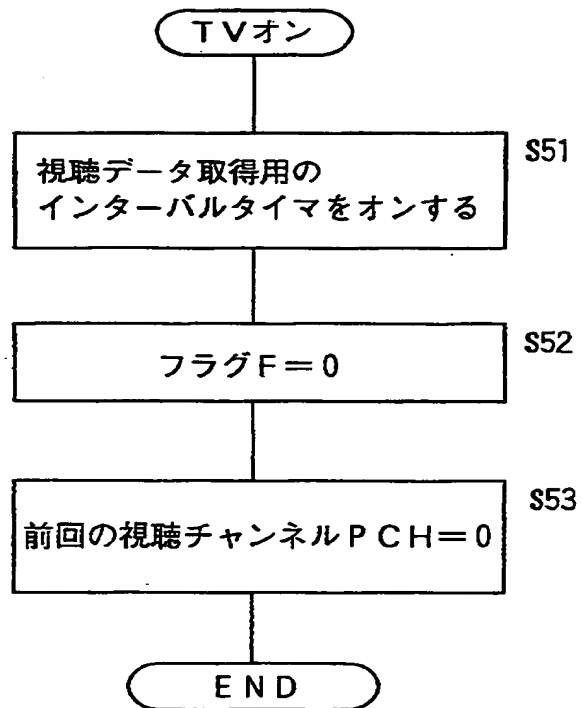 TVオン
S51
視聴データ取得用の
インターバルタイマをオンする
S52
フラグF=0
S53
前回の視聴チャンネルPCH=0
END